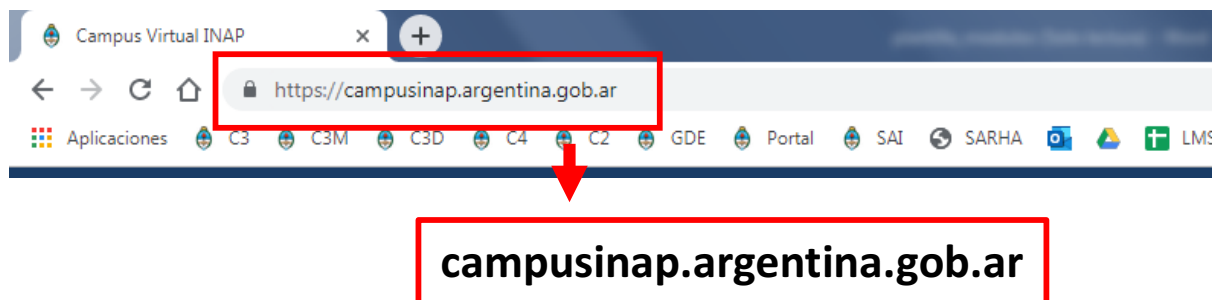 Campus Virtual INAP
https://campusinap.argentina.gob.ar
Aplicaciones C3 C3M C3D C4 C2 GDE Portal SAI SARHA LMS
campusinap.argentina.gob.ar